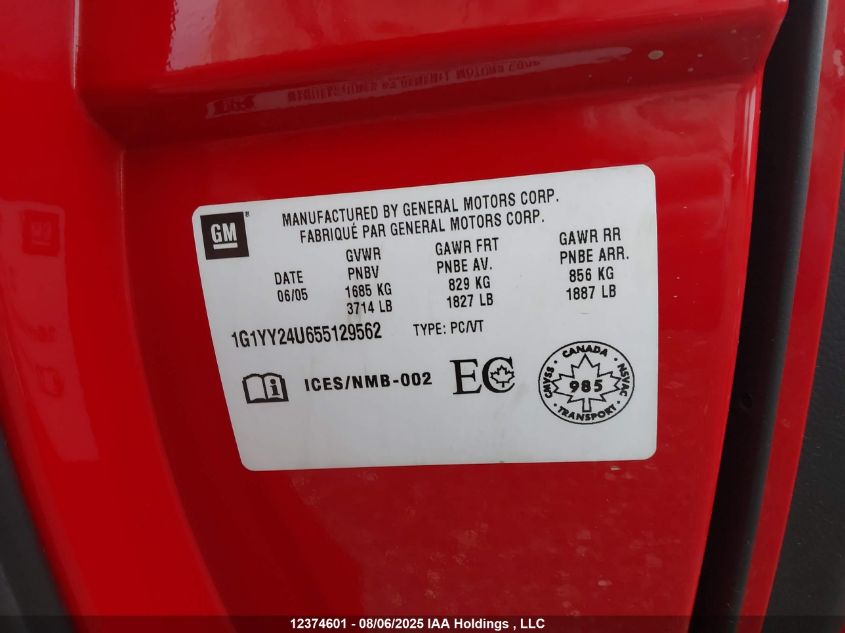 GM
MANUFACTURED BY GENERAL MOTORS CORP.
FABRIQUÉ PAR GENERAL MOTORS CORP.
DATE
06/05
GVWR
PNBV
1685 KG
3714 LB
GAWR FRT
PNBE AV.
829 KG
1827 LB
GAWR RR
PNBE ARR.
856 KG
1887 LB
1G1YY24U655129562 TYPE: PC/VT
ICES/NMB-002
EC
CANADA
CMVSS
985
NSVAC
TRANSPORT
12374601 - 08/06/2025 IAA Holdings , LLC